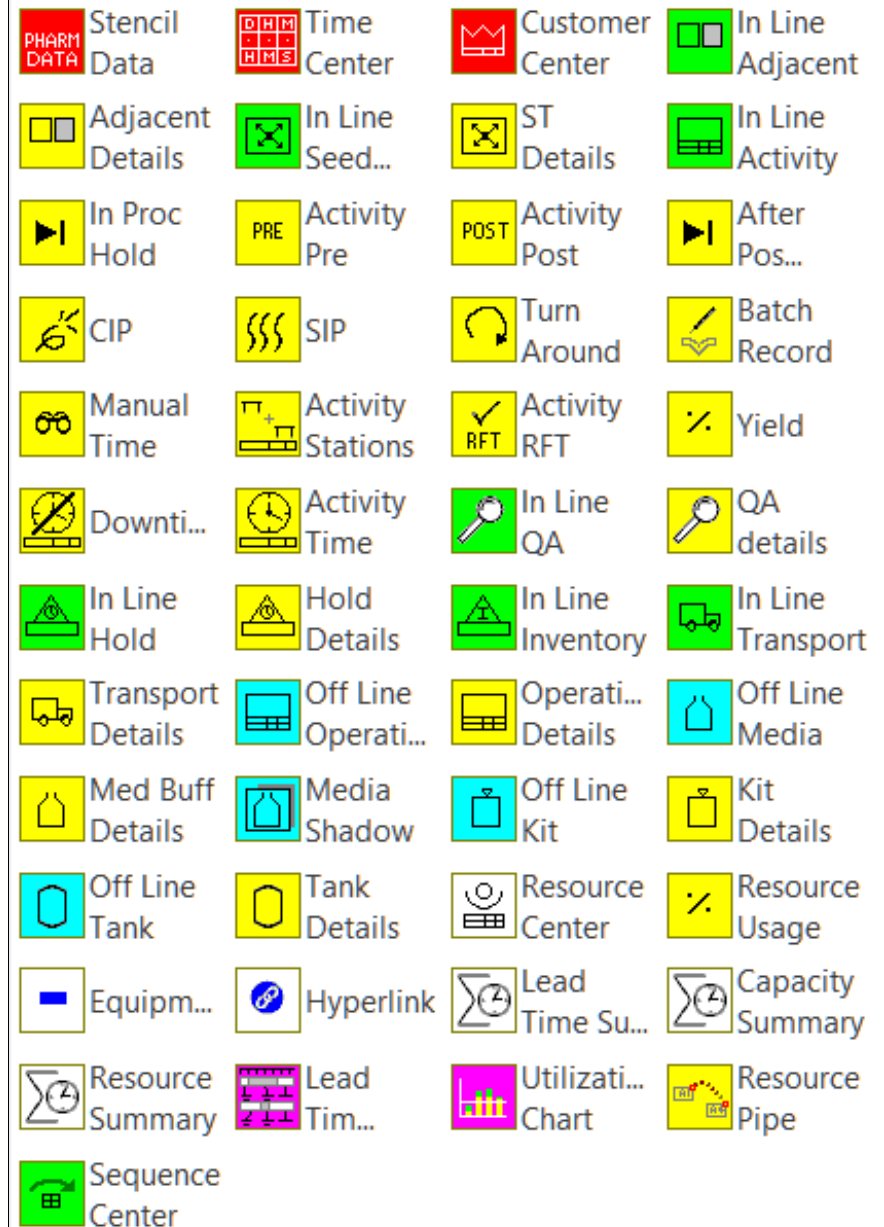 PHARM
DATA
Stencil
Data
D H M
H M S
Time
Center
Customer
Center
In Line
Adjacent
Adjacent
Details
In Line
Seed...
ST
Details
In Line
Activity
In Proc
Hold
PRE
Activity
Pre
POST
Activity
Post
After
Pos...
CIP
SIP
Turn
Around
Batch
Record
Manual
Time
Activity
Stations
RFT
Activity
RFT
Yield
Downti...
Activity
Time
In Line
QA
QA
details
In Line
Hold
Hold
Details
I
In Line
Inventory
In Line
Transport
Transport
Details
Off Line
Operati...
Operati...
Details
Off Line
Media
Med Buff
Details
Media
Shadow
Off Line
Kit
Kit
Details
Off Line
Tank
Tank
Details
Resource
Center
Resource
Usage
Equipm...
Hyperlink
Lead
Time Su...
Capacity
Summary
Resource
Summary
Lead
Tim...
Utilizati...
Chart
Resource
Pipe
Sequence
Center